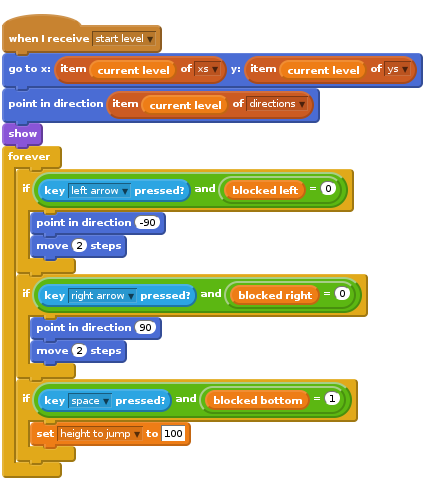 when I receive start level
go to x: item current level of xs y: item current level of ys
point in direction item current level of directions
show
forever
if key left arrow pressed? and blocked left = 0
point in direction -90
move 2 steps
if key right arrow pressed? and blocked right = 0
point in direction 90
move 2 steps
if key space pressed? and blocked bottom = 1
set height to jump to 100